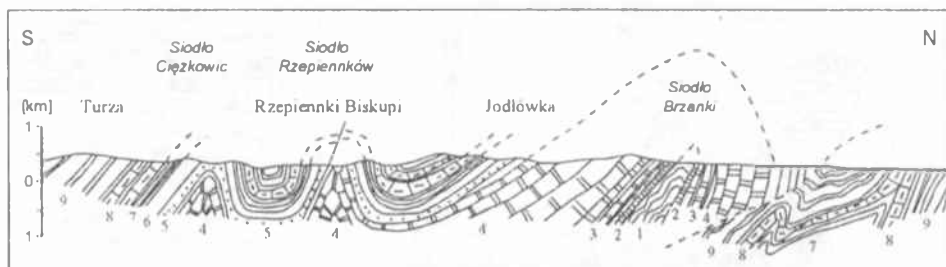 S
N
Siodło
Ciężkowic
Siodło
Rzepiennków
Siodło
Brzanki
[km]
Turza
Rzepiennki Biskupi
Jodłówka
1
0
1
9
8
7
6
5
4
5
4
4
3
2
1
2
3
4
9
8
7
8
9